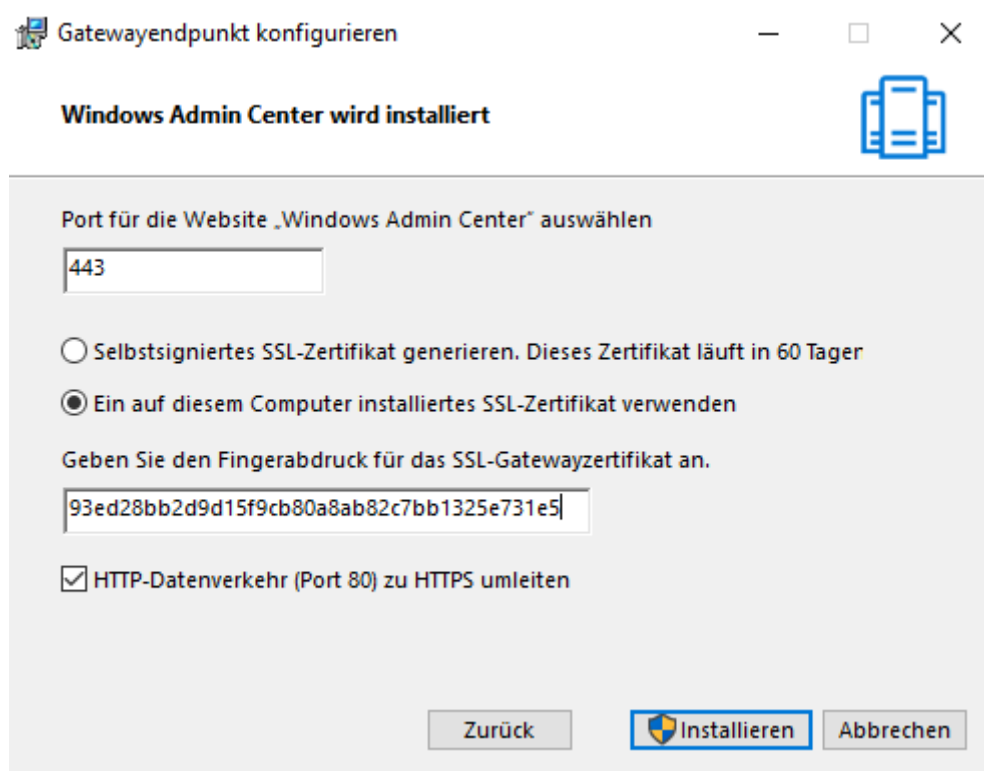 Gatewayendpunkt konfigurieren
Windows Admin Center wird installiert
Port für die Website „Windows Admin Center“ auswählen
443
Selbstsigniertes SSL-Zertifikat generieren. Dieses Zertifikat läuft in 60 Tagen
Ein auf diesem Computer installiertes SSL-Zertifikat verwenden
Geben Sie den Fingerabdruck für das SSL-Gatewayzertifikat an.
93ed28bb2d9d15f9cb80a8ab82c7bb1325e731e5
HTTP-Datenverkehr (Port 80) zu HTTPS umleiten
Zurück
Installieren
Abbrechen